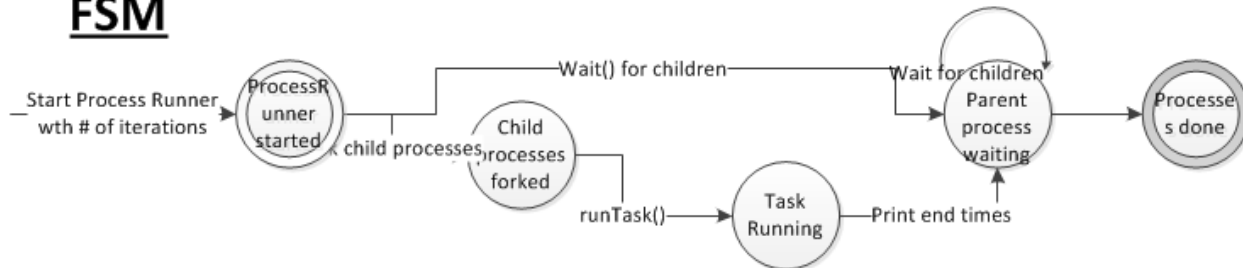 FSM
Start Process Runner
wth # of iterations
ProcessR
unner
started
Wait() for children
child processes
Child
processes
forked
runTask()
Task
Running
Print end times
Wait for children
Parent
process
waiting
Processe
s done